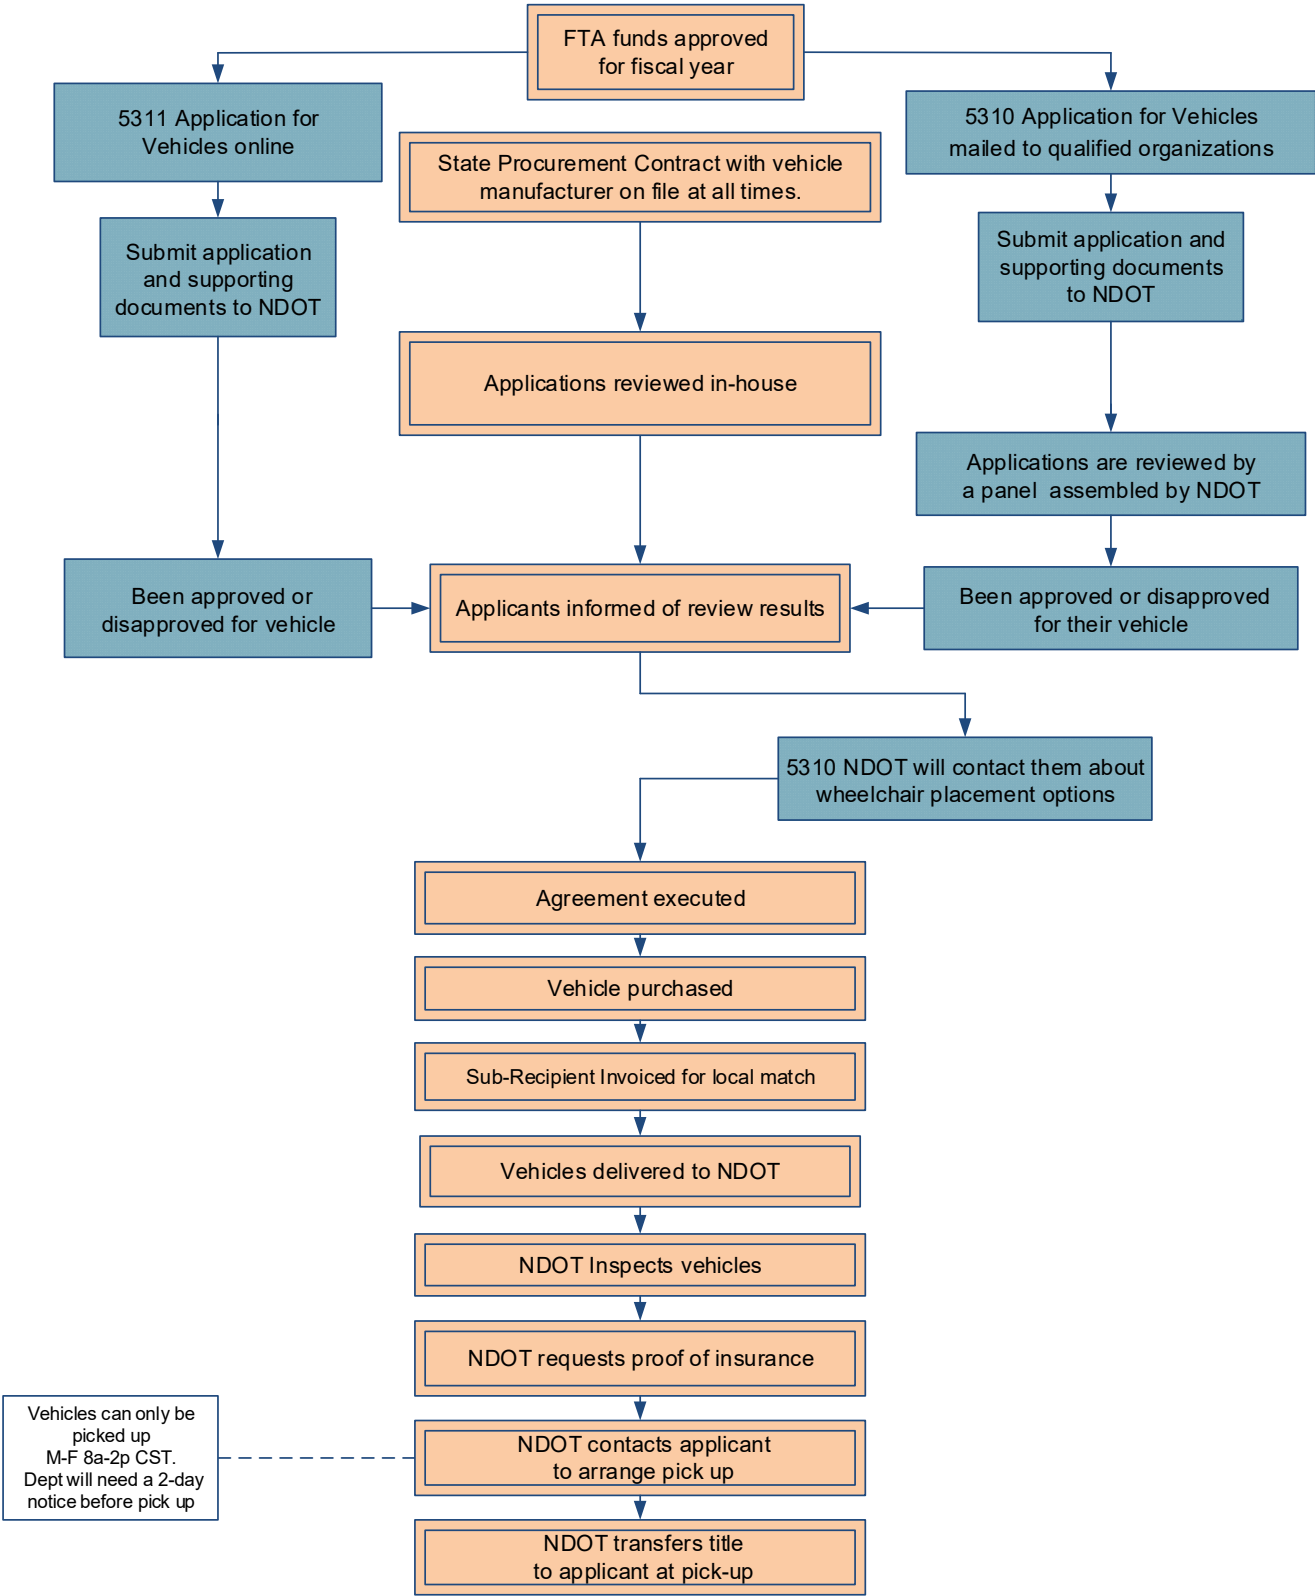 FTA funds approved
for fiscal year
5311 Application for
Vehicles online
5310 Application for Vehicles
mailed to qualified organizations
State Procurement Contract with vehicle
manufacturer on file at all times.
Submit application
and supporting
documents to NDOT
Submit application and
supporting documents
to NDOT
Applications reviewed in-house
Applications are reviewed by
a panel assembled by NDOT
Been approved or
disapproved for vehicle
Applicants informed of review results
Been approved or disapproved
for their vehicle
5310 NDOT will contact them about
wheelchair placement options
Agreement executed
Vehicle purchased
Sub-Recipient Invoiced for local match
Vehicles delivered to NDOT
NDOT Inspects vehicles
NDOT requests proof of insurance
Vehicles can only be
picked up
M-F 8a-2p CST.
Dept will need a 2-day
notice before pick up
NDOT contacts applicant
to arrange pick up
NDOT transfers title
to applicant at pick-up